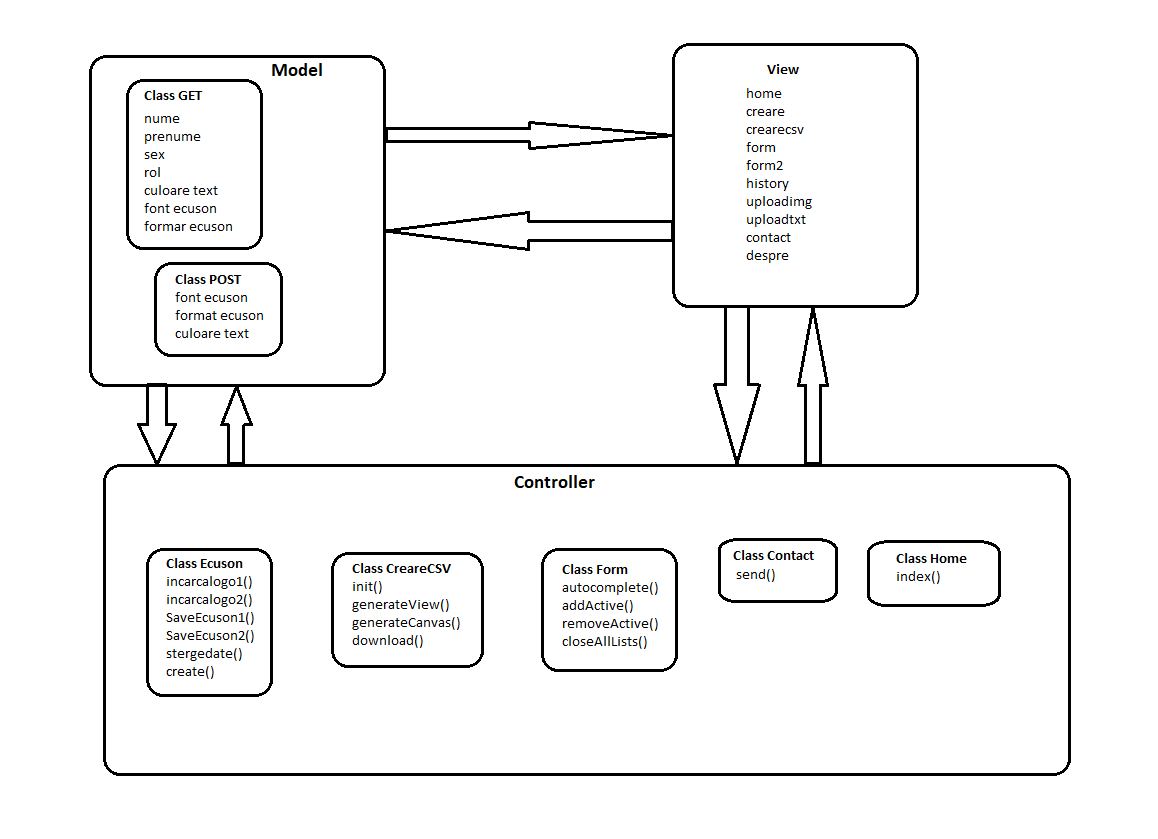 Model
Class GET
nume
prenume
sex
rol
culoare text
font ecuson
formar ecuson
Class POST
font ecuson
format ecuson
culoare text
View
home
creare
crearecsv
form
form2
history
uploadimg
uploadtxt
contact
despre
Controller
Class Ecuson
incarcalogo1()
incarcalogo2()
SaveEcuson1()
SaveEcuson2()
stergedate()
create()
Class CreareCSV
init()
generateView()
generateCanvas()
download()
Class Form
autocomplete()
addActive()
removeActive()
closeAllLists()
Class Contact
send()
Class Home
index()